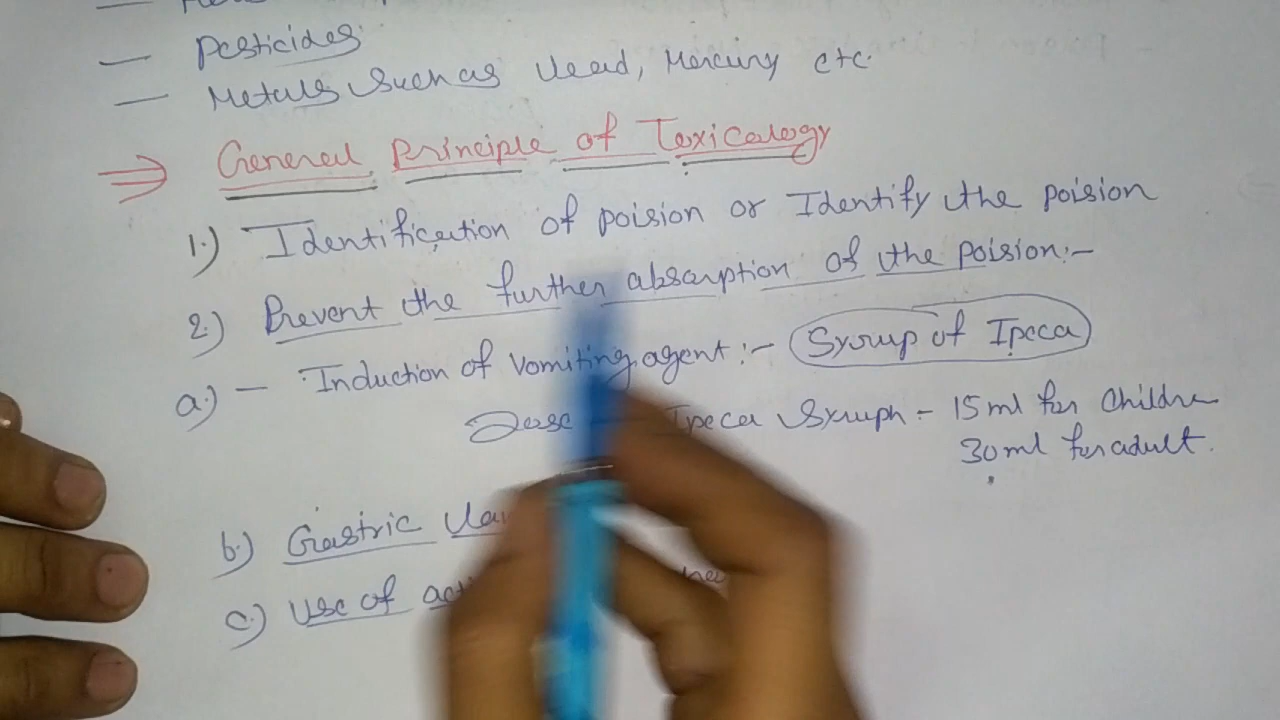 — Pesticides
— Metals such as Lead, Mercury etc.
⇒ General Principle of Toxicalogy
1.) Identification of poision or Identify the poision
2.) Prevent the further absorption of the poision:-
a.) — Induction of vomiting agent :- Syrup of Ipeca
Dose Ipeca Syruph - 15 ml for children
30 ml for adult.
b.) Gastric
c.) Use of